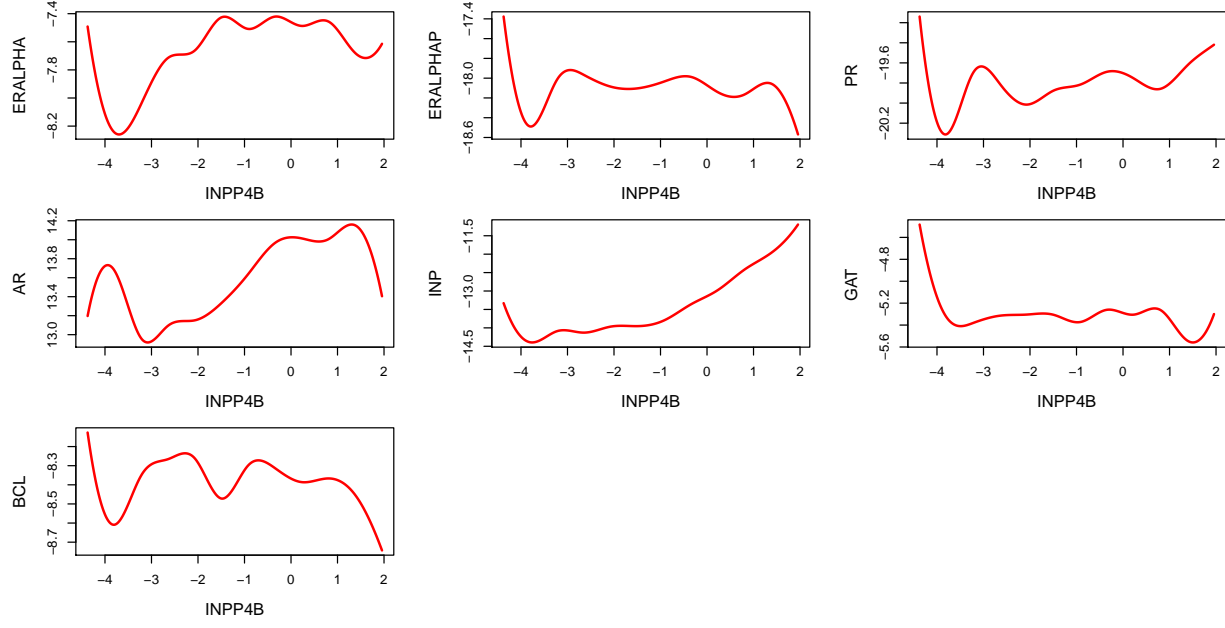 ERALPHA
−7.4
−7.8
−8.2
−4 −3 −2 −1 0 1 2
INPP4B
ERALPHAP
−17.4
−18.0
−18.6
−4 −3 −2 −1 0 1 2
INPP4B
PR
−19.6
−20.2
−4 −3 −2 −1 0 1 2
INPP4B
AR
14.2
13.8
13.4
13.0
−4 −3 −2 −1 0 1 2
INPP4B
INP
−11.5
−13.0
−14.5
−4 −3 −2 −1 0 1 2
INPP4B
GAT
−4.8
−5.2
−5.6
−4 −3 −2 −1 0 1 2
INPP4B
BCL
−8.3
−8.5
−8.7
−4 −3 −2 −1 0 1 2
INPP4B